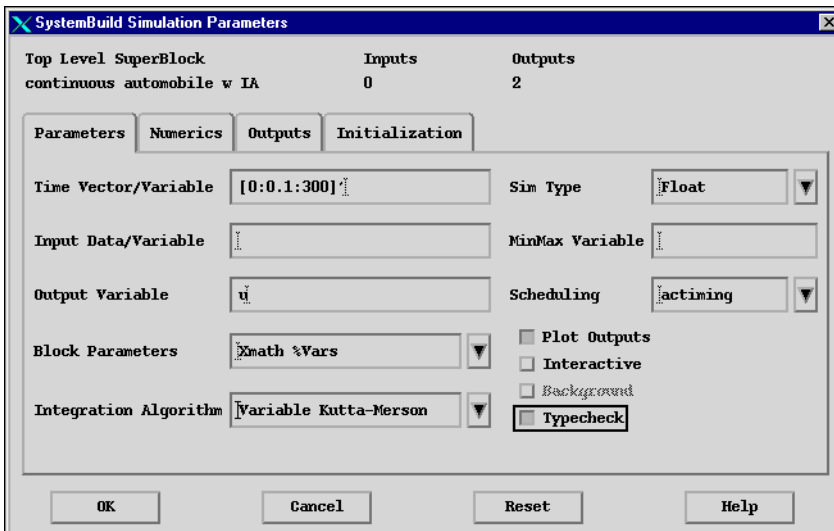 SystemBuild Simulation Parameters
Top Level SuperBlock Inputs Outputs
continuous automobile w IA 0 2
Parameters Numerics Outputs Initialization
Time Vector/Variable [0:0.1:300]' Sim Type Float
Input Data/Variable MinMax Variable
Output Variable u Scheduling actiming
Block Parameters Xmath %Vars Plot Outputs
Interactive
Background
Integration Algorithm Variable Kutta-Merson Typecheck
OK Cancel Reset Help